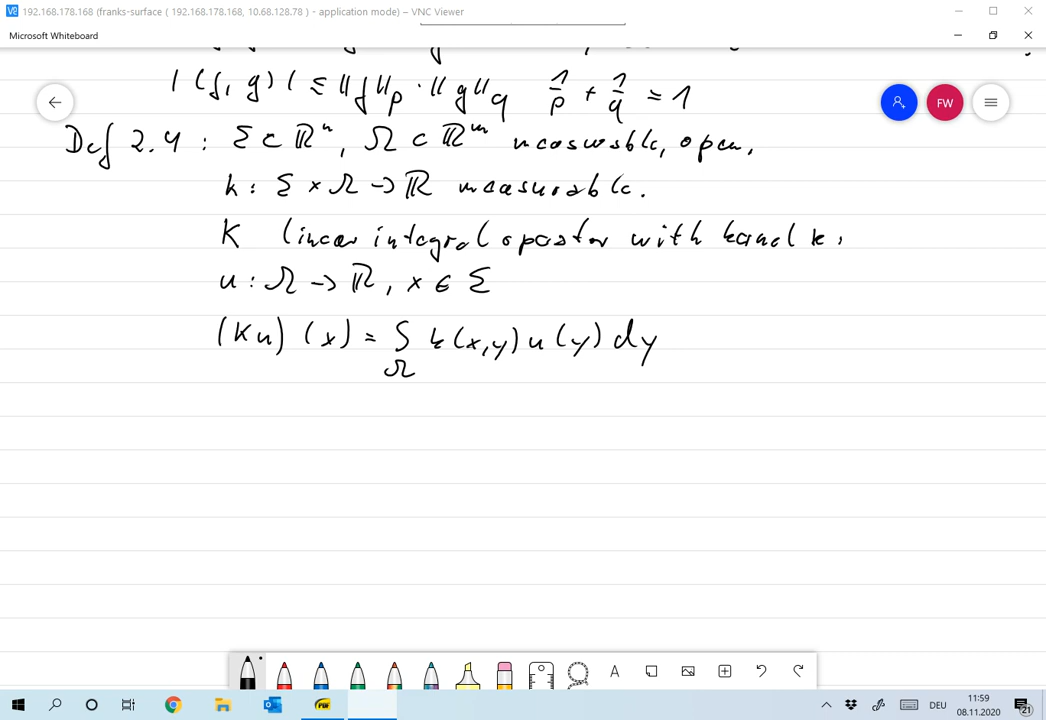 192.168.178.168 (franks-surface ( 192.168.178.168, 10.68.128.78 ) - application mode) – VNC Viewer
Microsoft Whiteboard
|(f, g)| ≤ ||f||p · ||g||q 1/p + 1/q = 1
FW
Def 2.4 : Σ ⊂ ℝ^n, Ω ⊂ ℝ^m measurable, open,
k : Σ × Ω → ℝ measurable.
K linear integral operator with kernel k:
u : Ω → ℝ, x ∈ Σ
(Ku)(x) = ∫_Ω k(x,y) u(y) dy
A
DEU
11:59
08.11.2020
21